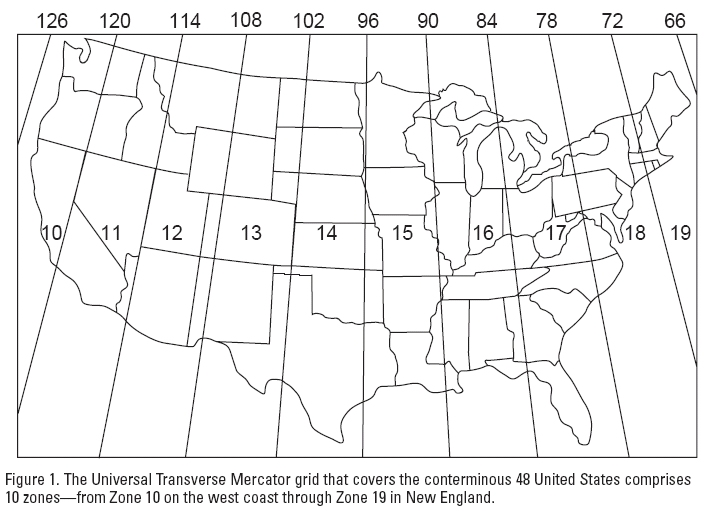 126 120 114 108 102 96 90 84 78 72 66
10 11 12 13 14 15 16 17 18 19
Figure 1. The Universal Transverse Mercator grid that covers the conterminous 48 United States comprises
10 zones—from Zone 10 on the west coast through Zone 19 in New England.